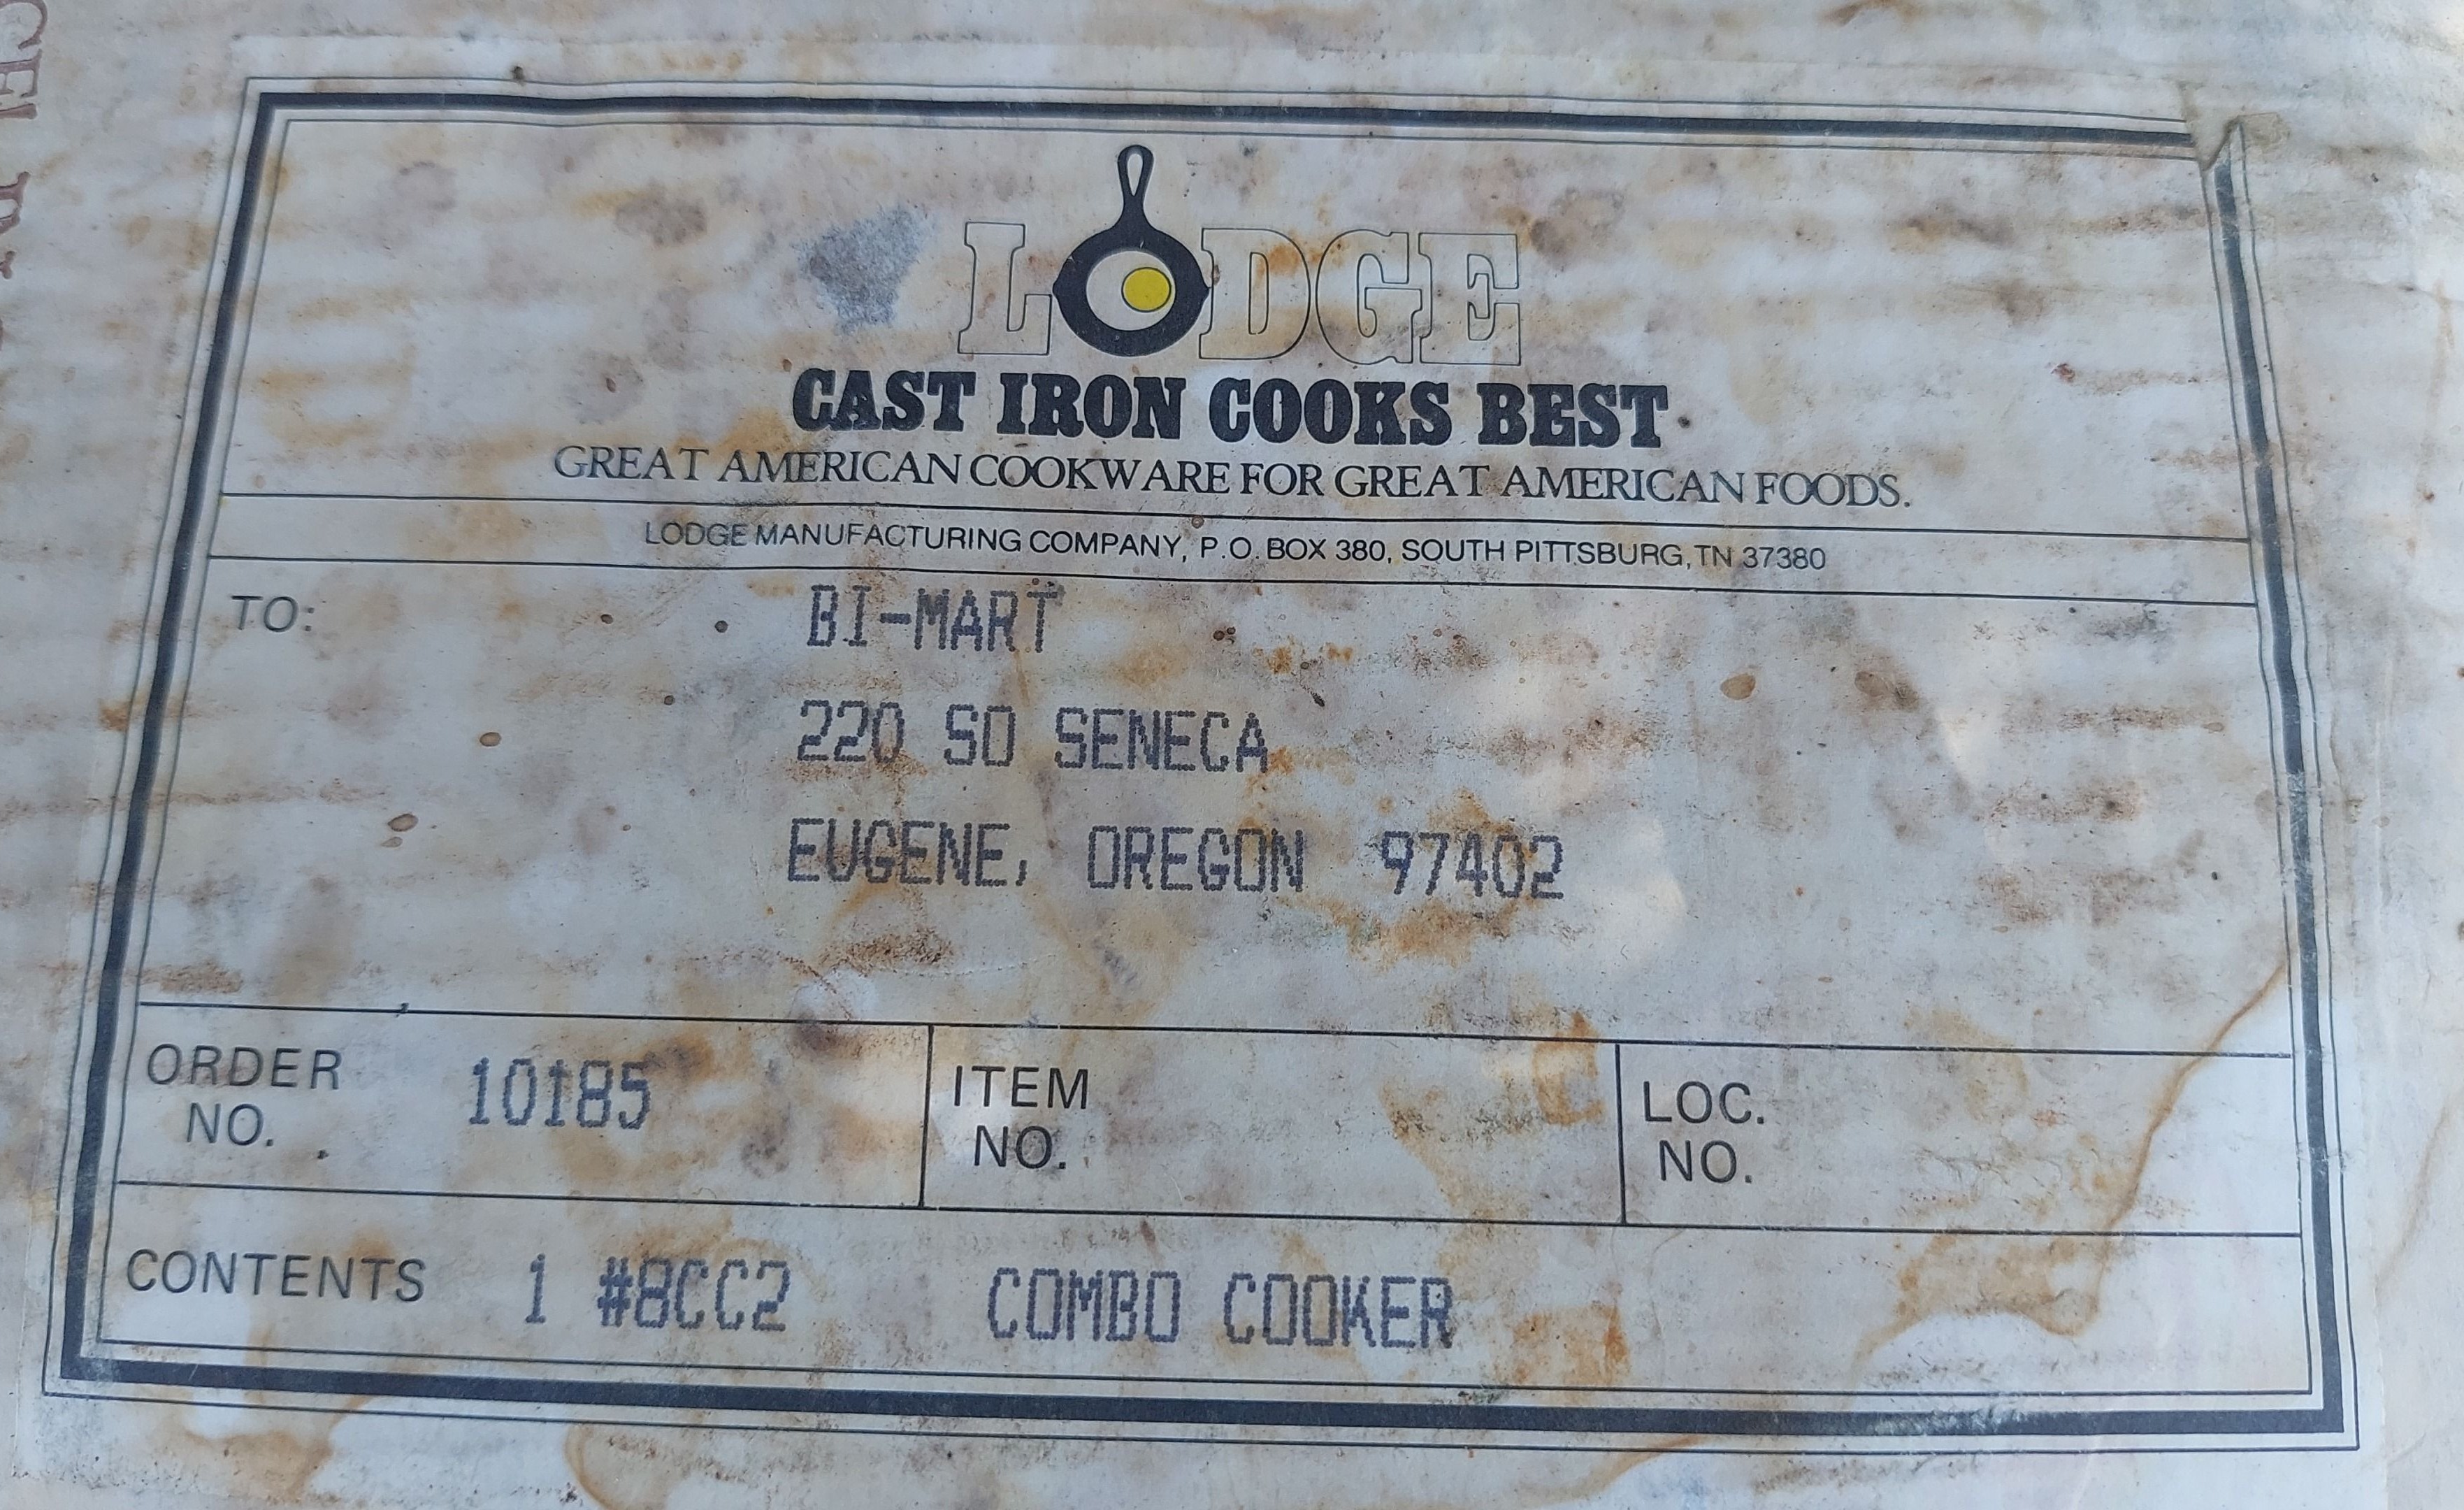 LODGE
CAST IRON COOKS BEST
GREAT AMERICAN COOKWARE FOR GREAT AMERICAN FOODS.
LODGE MANUFACTURING COMPANY, P.O. BOX 380, SOUTH PITTSBURG, TN 37380
TO: BI-MART
220 SO SENECA
EUGENE, OREGON 97402
ORDER NO. 10185
ITEM NO.
LOC. NO.
CONTENTS 1 #8CC2 COMBO COOKER